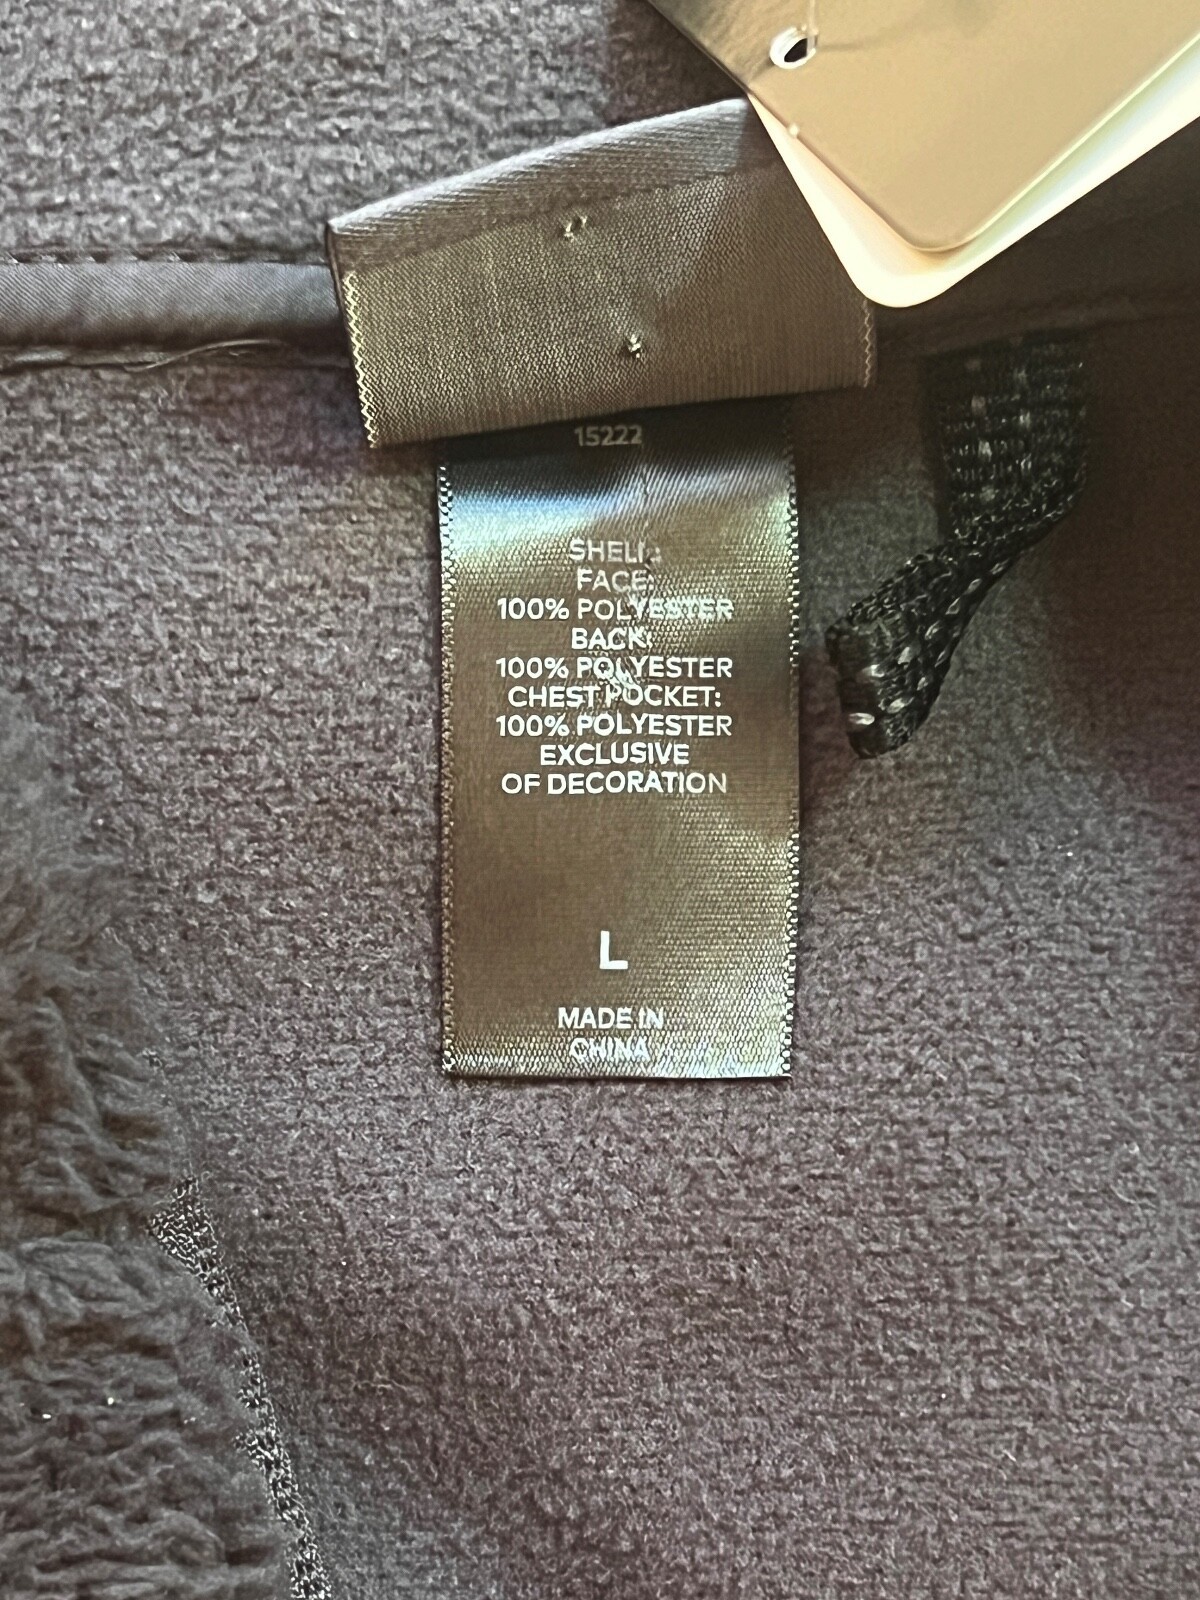 15222
SHELL:
FACE:
100% POLYESTER
BACK:
100% POLYESTER
CHEST POCKET:
100% POLYESTER
EXCLUSIVE
OF DECORATION
L
MADE IN
CHINA